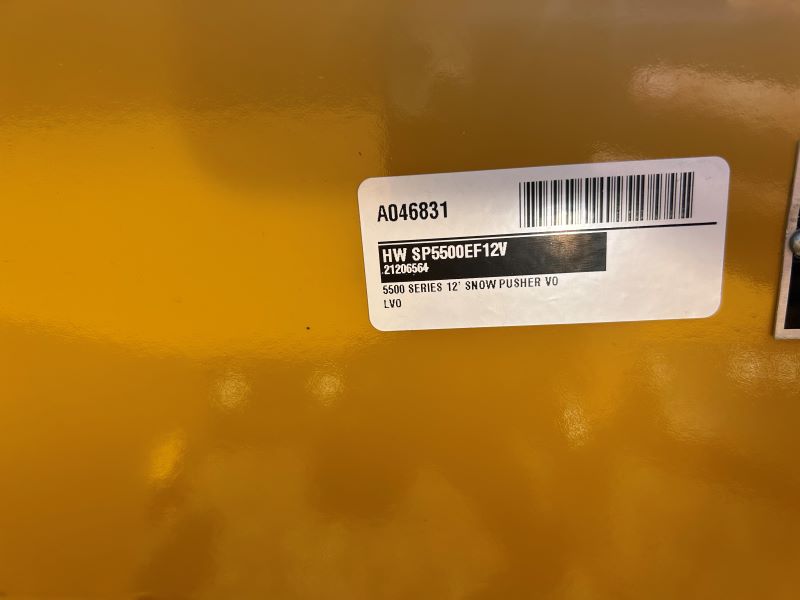 A046831
HW SP5500EF12V
.21206564
5500 SERIES 12' SNOW PUSHER VO
LVO